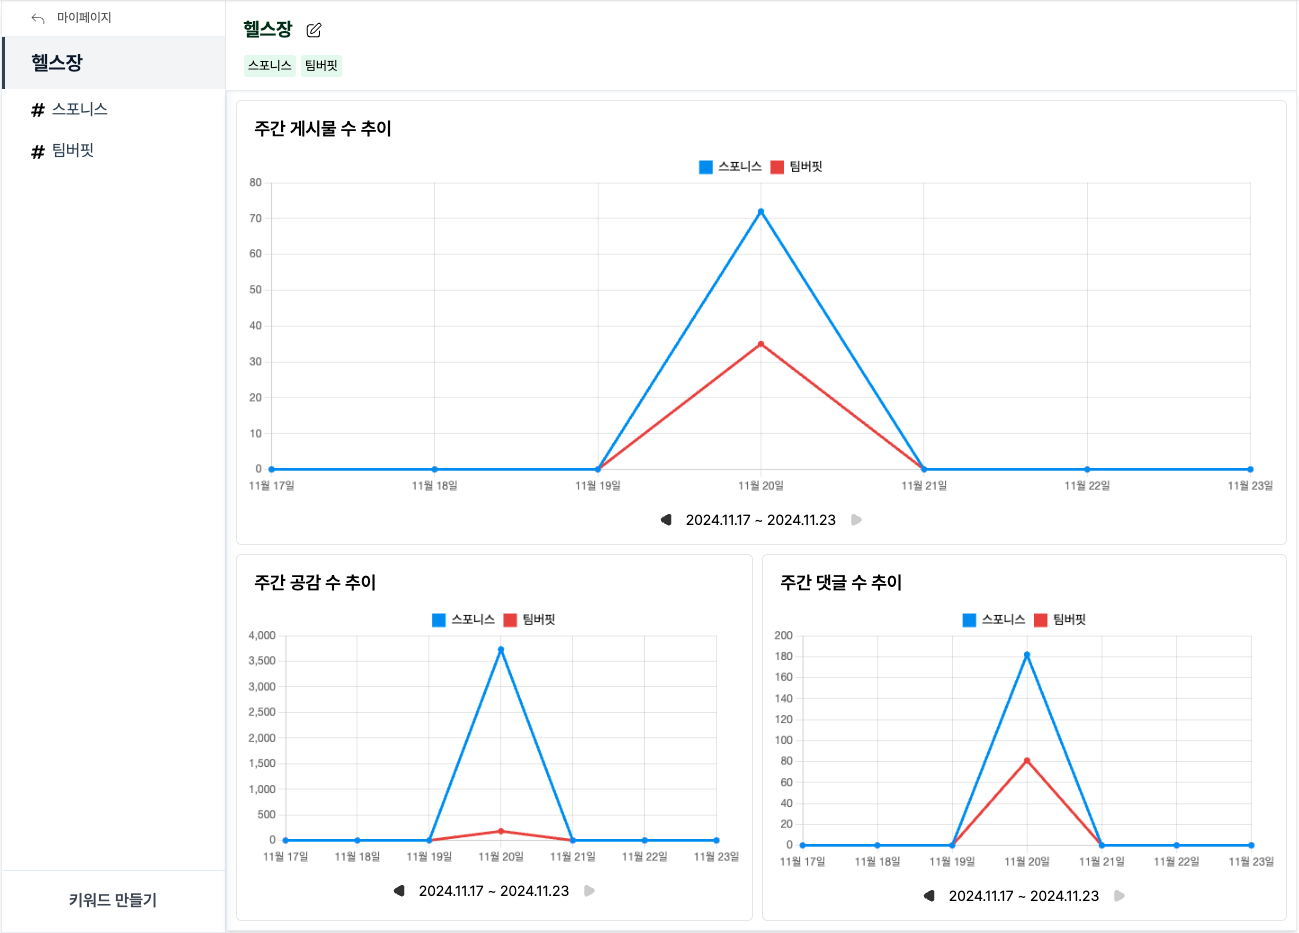 마이페이지
헬스장
# 스포니스
# 팀버핏
키워드 만들기
헬스장
스포니스 팀버핏
주간 게시물 수 추이
스포니스 팀버핏
80
70
60
50
40
30
20
10
0
11월 17일 11월 18일 11월 19일 11월 20일 11월 21일 11월 22일 11월 23일
2024.11.17 ~ 2024.11.23
주간 공감 수 추이
스포니스 팀버핏
4,000
3,500
3,000
2,500
2,000
1,500
1,000
500
0
11월 17일 11월 18일 11월 19일 11월 20일 11월 21일 11월 22일 11월 23일
2024.11.17 ~ 2024.11.23
주간 댓글 수 추이
스포니스 팀버핏
200
180
160
140
120
100
80
60
40
20
0
11월 17일 11월 18일 11월 19일 11월 20일 11월 21일 11월 22일 11월 23일
2024.11.17 ~ 2024.11.23